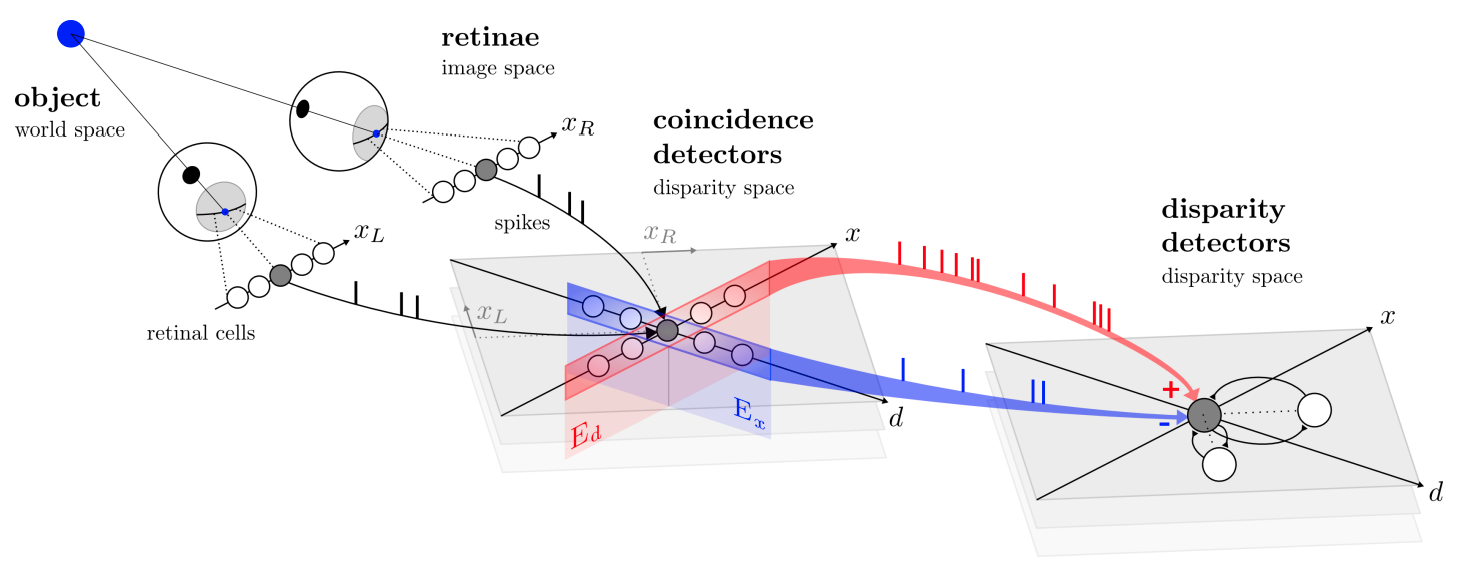 retinae
image space
object
world space
x_R
x_L
spikes
retinal cells
coincidence
detectors
disparity space
x_R
x
x_L
d
E_d
E_x
disparity
detectors
disparity space
+
-
x
d